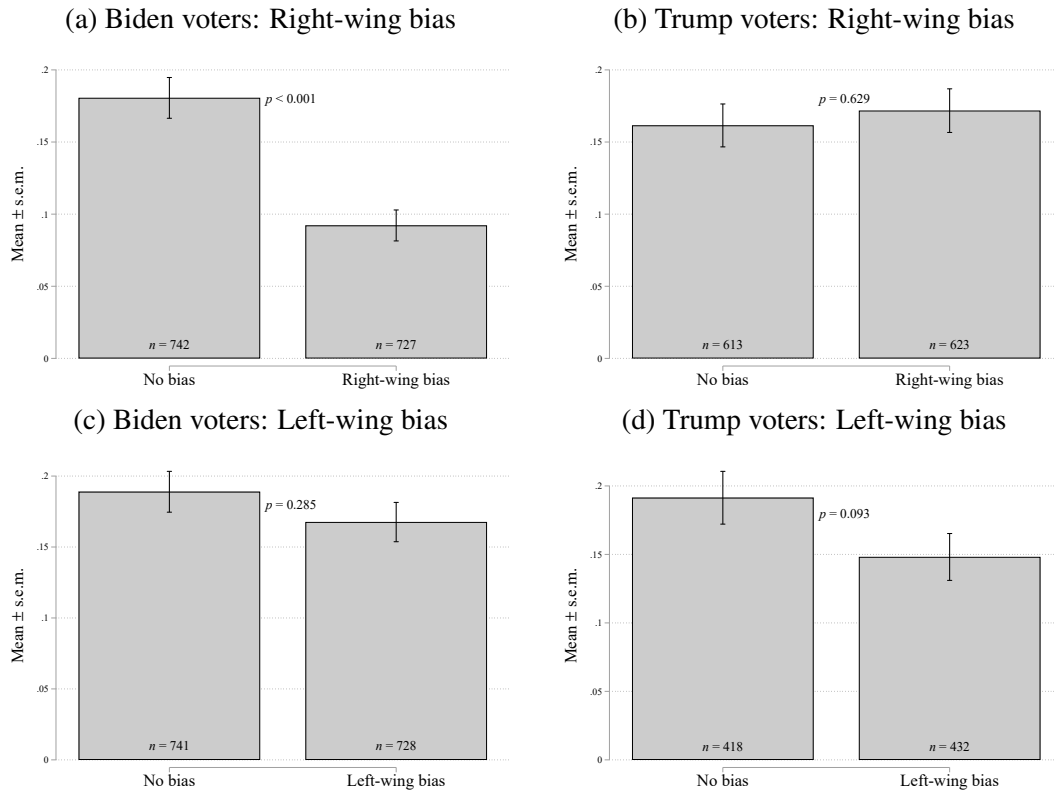 (a) Biden voters: Right-wing bias
Mean ± s.e.m.
.2
.15
.1
.05
0
p < 0.001
n = 742
n = 727
No bias
Right-wing bias
(b) Trump voters: Right-wing bias
Mean ± s.e.m.
.2
.15
.1
.05
0
p = 0.629
n = 613
n = 623
No bias
Right-wing bias
(c) Biden voters: Left-wing bias
Mean ± s.e.m.
.2
.15
.1
.05
0
p = 0.285
n = 741
n = 728
No bias
Left-wing bias
(d) Trump voters: Left-wing bias
Mean ± s.e.m.
.2
.15
.1
.05
0
p = 0.093
n = 418
n = 432
No bias
Left-wing bias